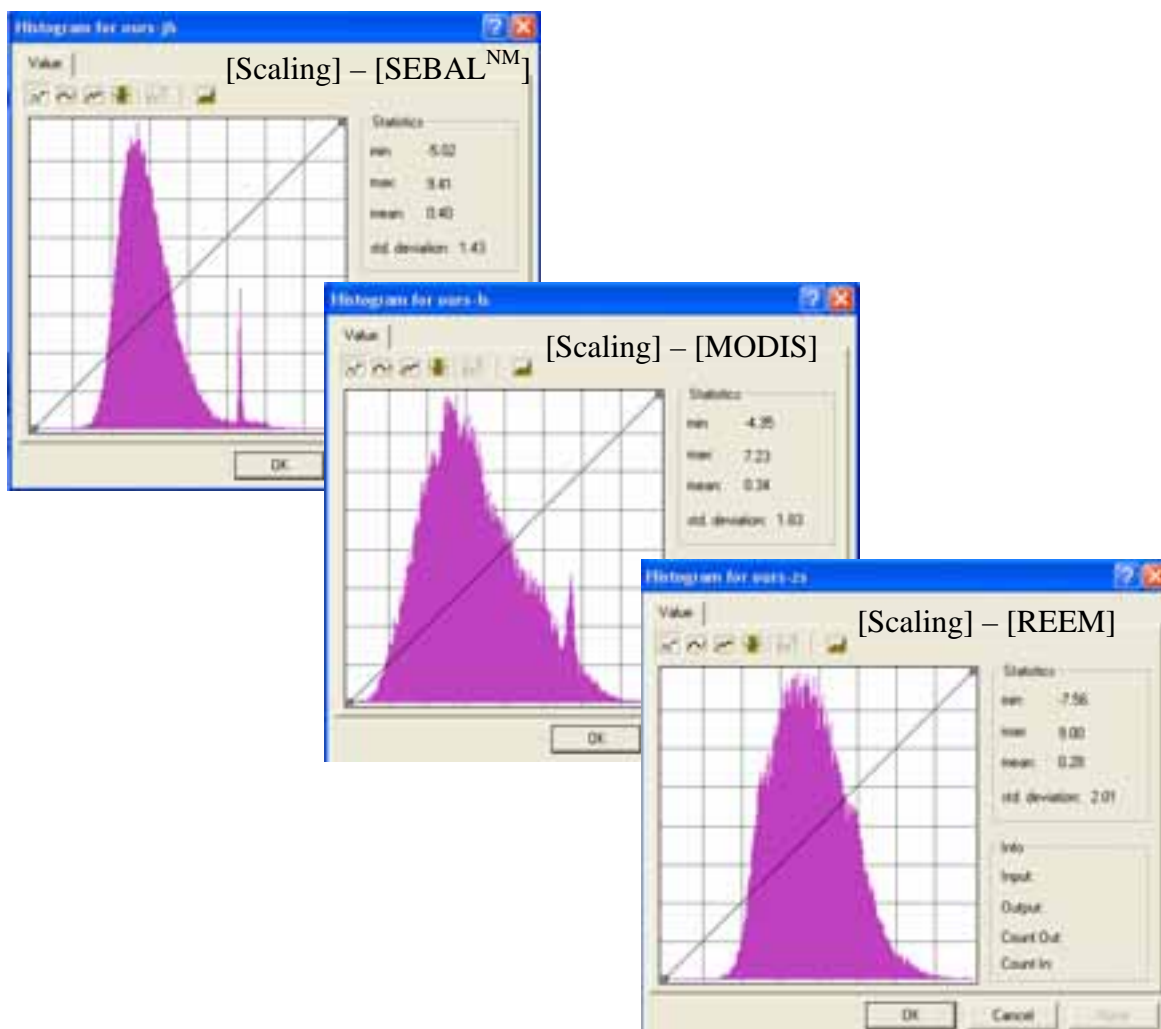 Histogram for ours-jh
Value
[Scaling] – [SEBAL^NM]
Statistics
min -5.02
max 9.41
mean 0.40
std. deviation: 1.43
OK
Histogram for ours-ls
Value
[Scaling] – [MODIS]
Statistics
min -4.35
max 7.23
mean 0.34
std. deviation: 1.83
OK
Histogram for ours-zs
Value
[Scaling] – [REEM]
Statistics
min -7.56
max 9.00
mean: 0.28
std. deviation: 2.01
Info
Input:
Output:
Count Out:
Count In:
OK Cancel